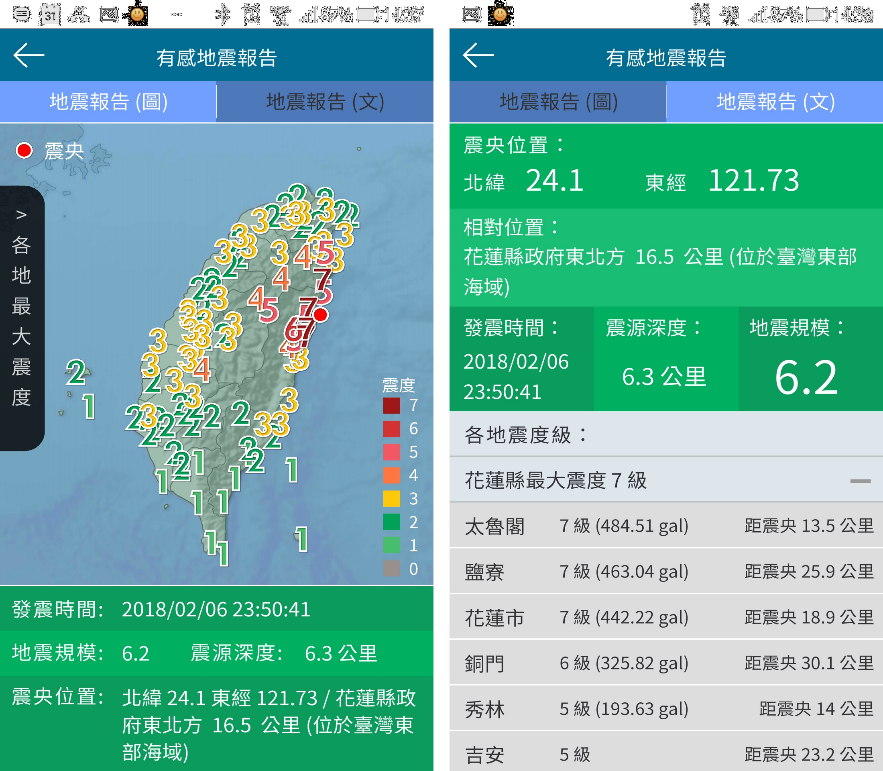 有感地震報告
地震報告 (圖)
地震報告 (文)
震央
>
各
地
最
大
震
度
震度
7
6
5
4
3
2
1
0
發震時間: 2018/02/06 23:50:41
地震規模: 6.2 震源深度: 6.3 公里
震央位置: 北緯 24.1 東經 121.73 / 花蓮縣政
府東北方 16.5 公里 (位於臺灣東
部海域)
有感地震報告
地震報告 (圖)
地震報告 (文)
震央位置：
北緯 24.1 東經 121.73
相對位置：
花蓮縣政府東北方 16.5 公里 (位於臺灣東部
海域)
發震時間：
2018/02/06
23:50:41
震源深度：
6.3 公里
地震規模：
6.2
各地震度級：
花蓮縣最大震度 7 級
太魯閣 7 級 (484.51 gal) 距震央 13.5 公里
鹽寮 7 級 (463.04 gal) 距震央 25.9 公里
花蓮市 7 級 (442.22 gal) 距震央 18.9 公里
銅門 6 級 (325.82 gal) 距震央 30.1 公里
秀林 5 級 (193.63 gal) 距震央 14 公里
吉安 5 級 距震央 23.2 公里